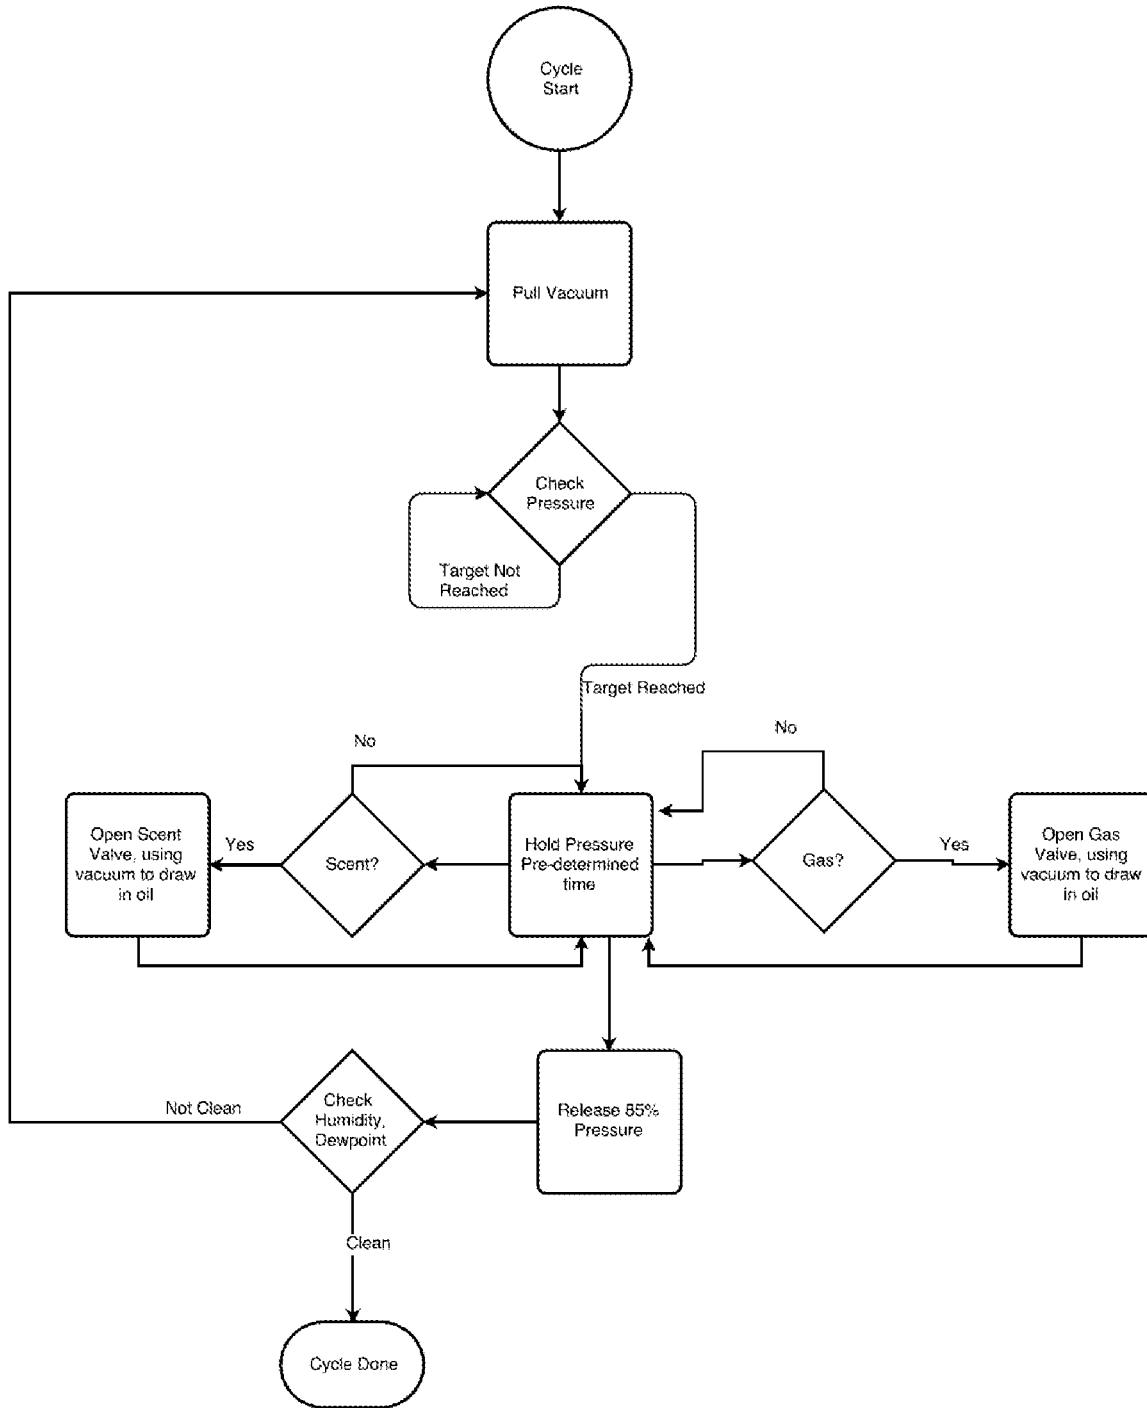 Cycle
Start
Pull Vacuum
Check
Pressure
Target Not
Reached
Target Reached
No
No
Open Scent
Valve, using
vacuum to draw
in oil
Yes
Scent?
Hold Pressure
Pre-determined
time
Gas?
Yes
Open Gas
Valve, using
vacuum to draw
in oil
Not Clean
Check
Humidity,
Dewpoint
Release 85%
Pressure
Clean
Cycle Done